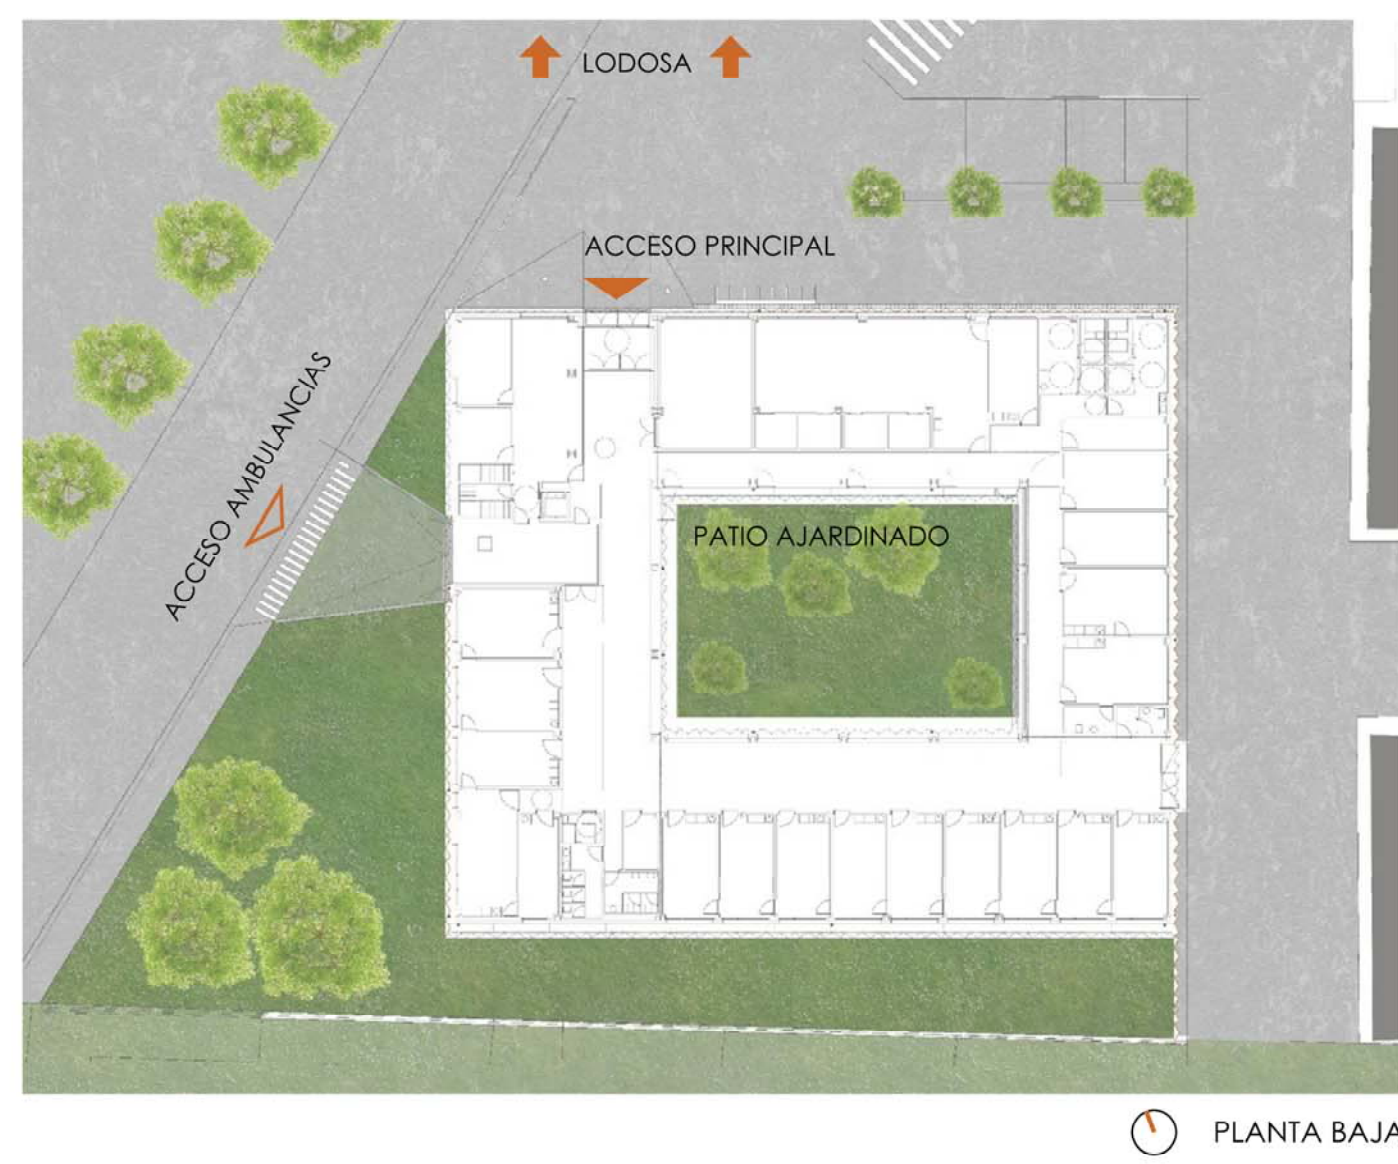 LODOSA
ACCESO PRINCIPAL
ACCESO AMBULANCIAS
PATIO AJARDINADO
PLANTA BAJA